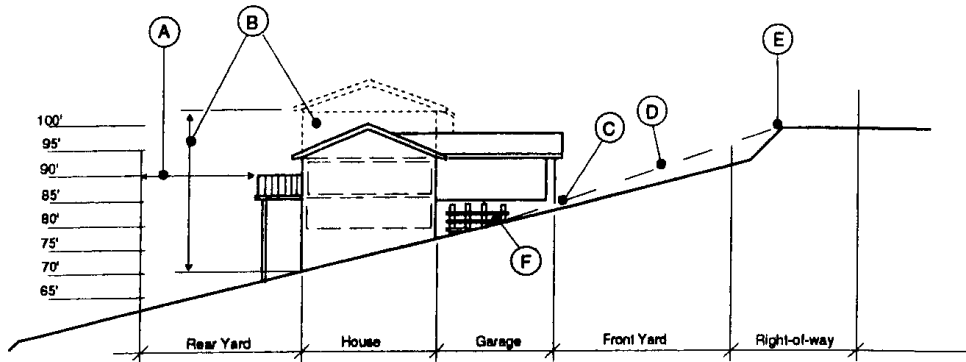 A
B
E
C
D
100'
95'
90'
85'
80'
75'
70'
65'
F
Rear Yard House Garage Front Yard Right-of-way